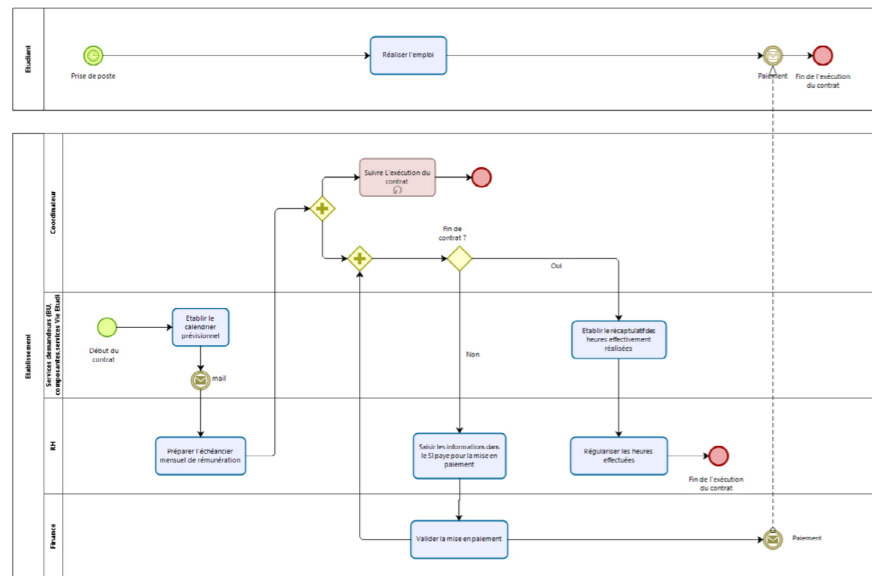 Etudiant
Prise de poste
Réaliser l'emploi
Paiement
Fin de l'exécution
du contrat
Etablissement
Coordinateur
Suivre L'exécution du
contrat
Fin de
contrat ?
Oui
Non
Services demandeurs (BU,
composantes,services Vie Etudi
Début du
contrat
Etablir le
calendrier
prévisionnel
mail
Etablir le récaptulatif des
heures effectivement
réalisées
RH
Préparer l'échéancier
mensuel de rémunération
Saisir les informations dans
le SI paye pour la mise en
paiement
Régulariser les heures
effectuées
Fin de l'exécution
du contrat
Finance
Valider la mise en paiement
Paiement